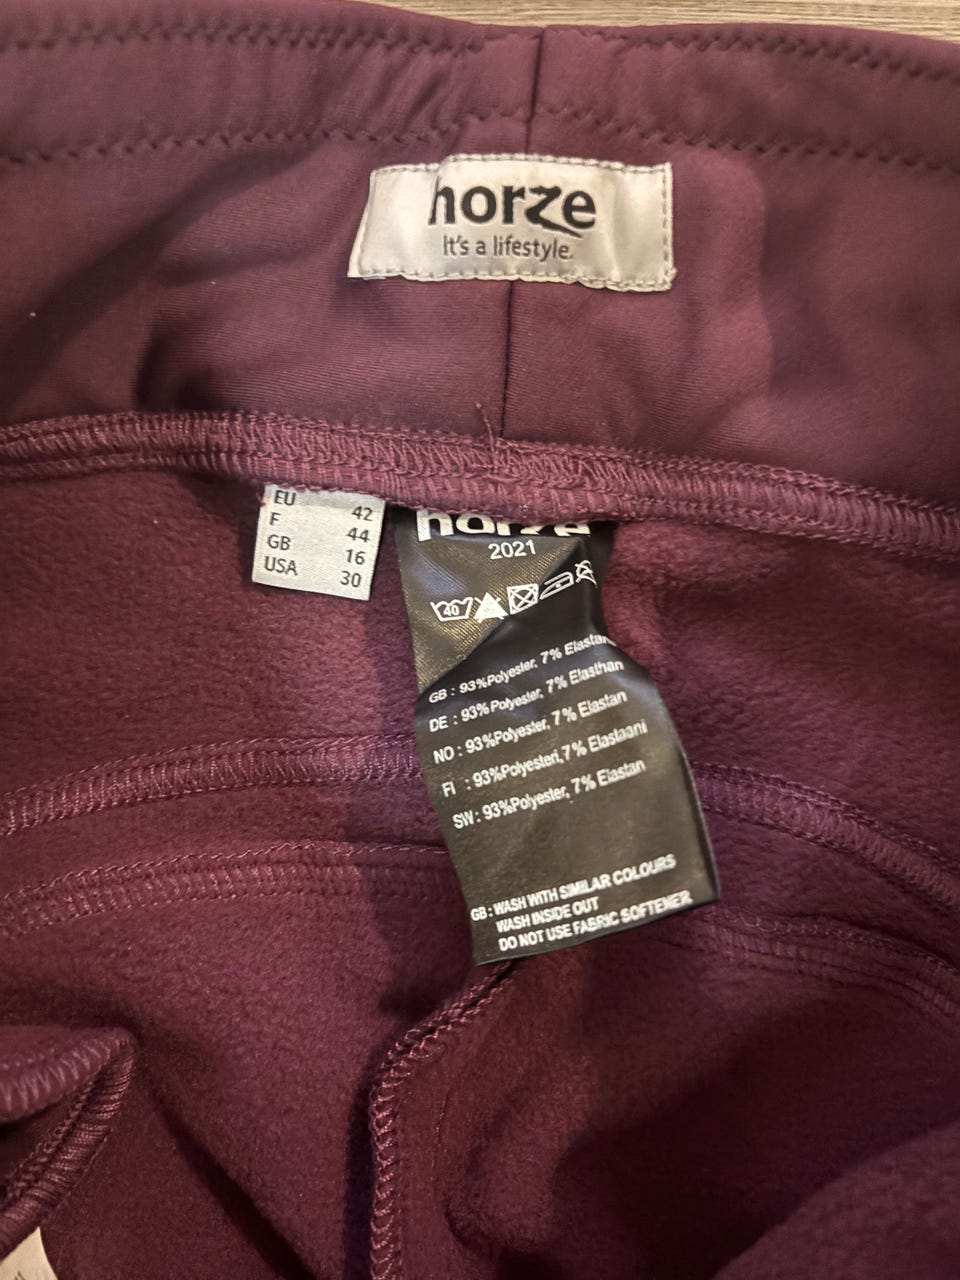 horze
It's a lifestyle.
EU 42
F 44
GB 16
USA 30
horze
2021
40
GB : 93%Polyester, 7% Elastan
DE : 93% Polyester, 7% Elasthan
NO : 93%Polyester, 7% Elastan
FI : 93%Polyesteri,7% Elastaani
SW : 93%Polyester, 7% Elastan
GB : WASH WITH SIMILAR COLOURS
WASH INSIDE OUT
DO NOT USE FABRIC SOFTENER